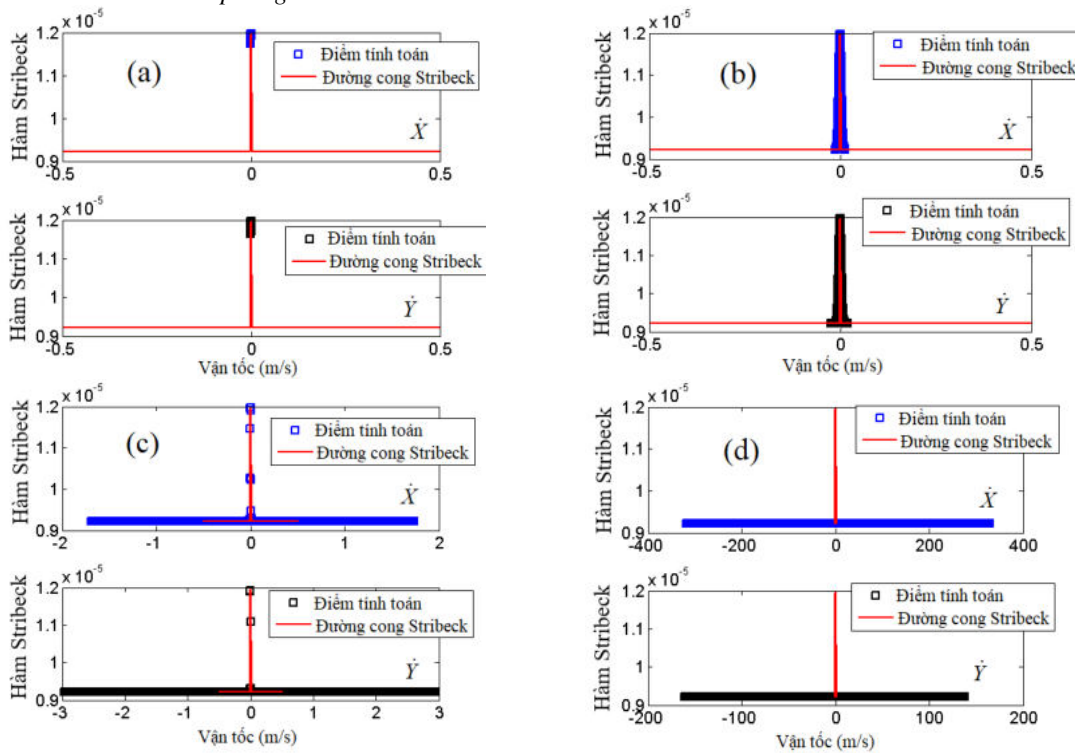 x 10⁻⁵
1.2
1.1
1
0.9
Hàm Stribeck
(a)
Điểm tính toán
Đường cong Stribeck
Ẋ
-0.5
0
0.5
x 10⁻⁵
1.2
1.1
1
0.9
Hàm Stribeck
Điểm tính toán
Đường cong Stribeck
Ẏ
-0.5
0
0.5
Vận tốc (m/s)
x 10⁻⁵
1.2
1.1
1
0.9
Hàm Stribeck
(b)
Điểm tính toán
Đường cong Stribeck
Ẋ
-0.5
0
0.5
x 10⁻⁵
1.2
1.1
1
0.9
Hàm Stribeck
Điểm tính toán
Đường cong Stribeck
Ẏ
-0.5
0
0.5
Vận tốc (m/s)
x 10⁻⁵
1.2
1.1
1
0.9
Hàm Stribeck
(c)
Điểm tính toán
Đường cong Stribeck
Ẋ
-2
-1
0
1
2
x 10⁻⁵
1.2
1.1
1
0.9
Hàm Stribeck
Điểm tính toán
Đường cong Stribeck
Ẏ
-3
-2
-1
0
1
2
3
Vận tốc (m/s)
x 10⁻⁵
1.2
1.1
1
0.9
Hàm Stribeck
(d)
Điểm tính toán
Đường cong Stribeck
Ẋ
-400
-200
0
200
400
x 10⁻⁵
1.2
1.1
1
0.9
Hàm Stribeck
Điểm tính toán
Đường cong Stribeck
Ẏ
-200
-100
0
100
200
Vận tốc (m/s)